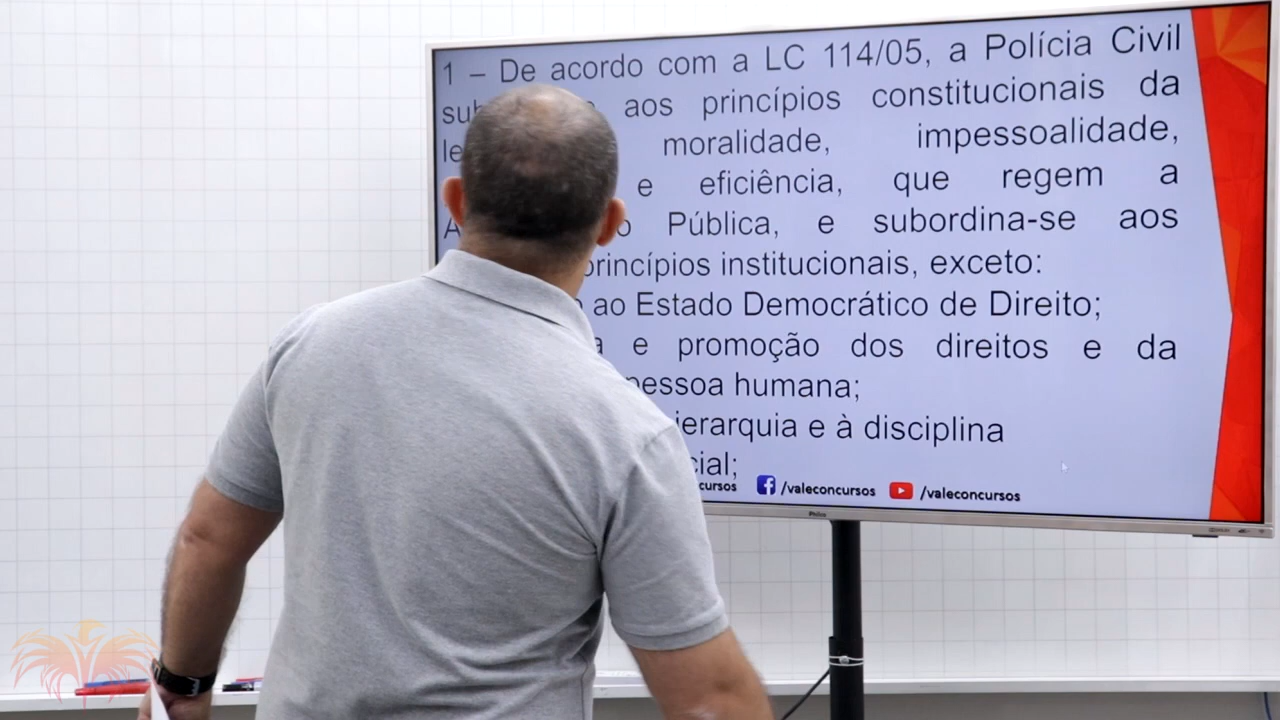 1 – De acordo com a LC 114/05, a Polícia Civil
aos princípios constitucionais da
moralidade, impessoalidade,
e eficiência, que regem a
Pública, e subordina-se aos
princípios institucionais, exceto:
ao Estado Democrático de Direito;
e promoção dos direitos e da
pessoa humana;
e à disciplina
/valeconcursos /valeconcursos
Philco